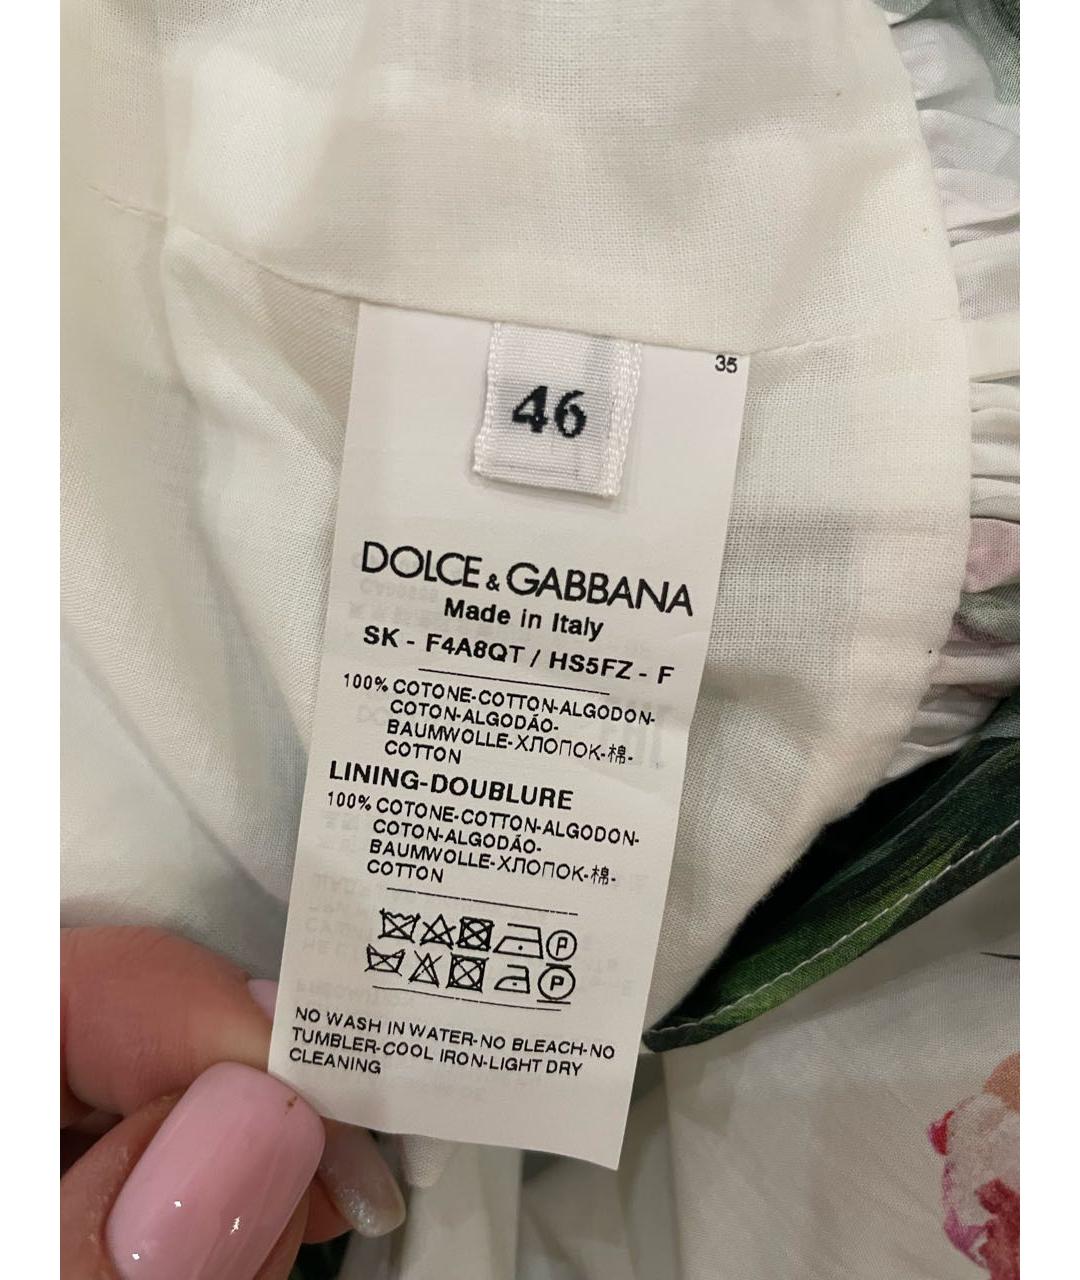 35
46
DOLCE & GABBANA
Made in Italy
SK - F4A8QT / HS5FZ - F
100% COTONE-COTTON-ALGODON-
COTON-ALGODÃO-
BAUMWOLLE-ХЛОПОК-棉-
COTTON
LINING-DOUBLURE
100% COTONE-COTTON-ALGODON-
COTON-ALGODÃO-
BAUMWOLLE-ХЛОПОК-棉-
COTTON
P
P
NO WASH IN WATER-NO BLEACH-NO
TUMBLER-COOL IRON-LIGHT DRY
CLEANING